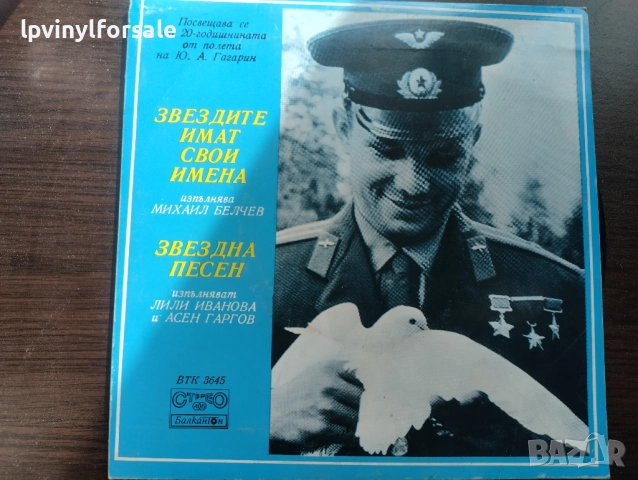 lpvinylforsale
Посвещава се
20-годишнината
от полета
на Ю. А. Гагарин
ЗВЕЗДИТЕ
ИМАТ
СВОИ
ИМЕНА
изпълнява
МИХАИЛ БЕЛЧЕВ
ЗВЕЗДНА
ПЕСЕН
изпълняват
ЛИЛИ ИВАНОВА
и АСЕН ГАРГОВ
ВТК 3645
СТЕРЕО
Балкантон
BAZAR